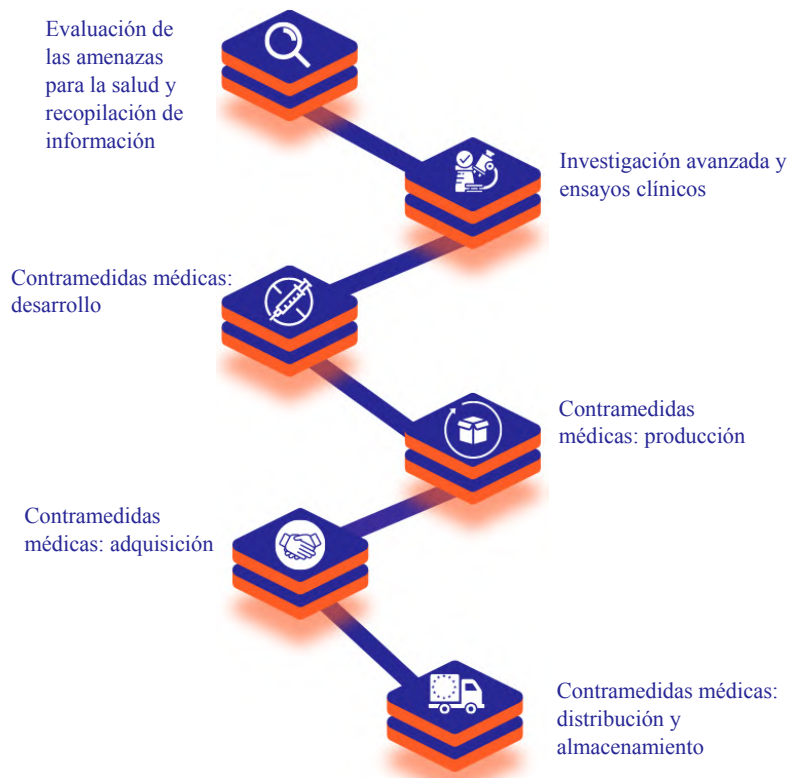 Evaluación de
las amenazas
para la salud y
recopilación de
información
Investigación avanzada y
ensayos clínicos
Contramedidas médicas:
desarrollo
Contramedidas
médicas: producción
Contramedidas
médicas: adquisición
Contramedidas médicas:
distribución y
almacenamiento